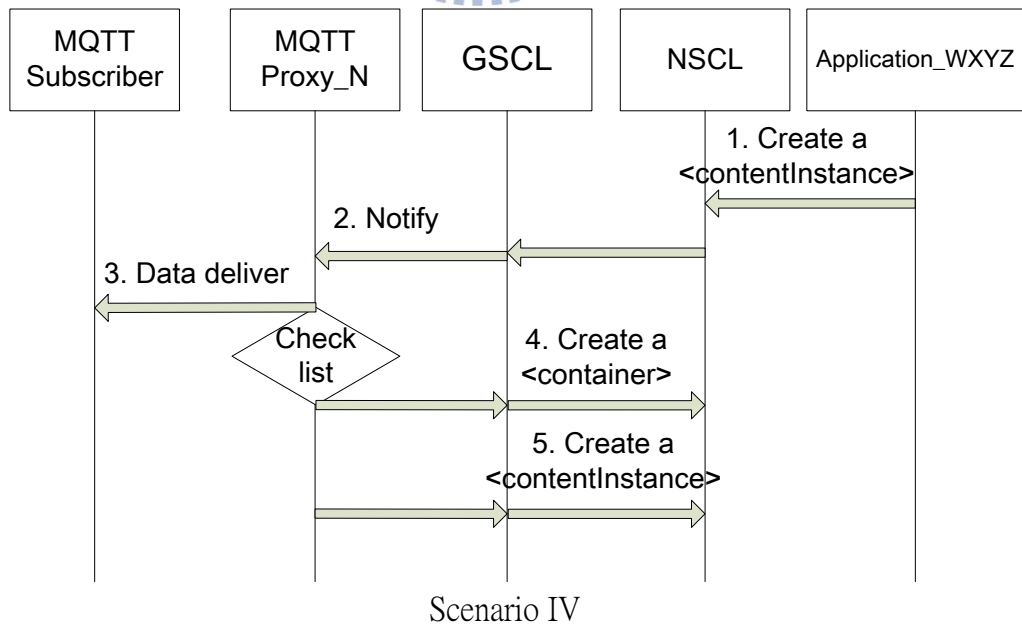 MQTT
Subscriber
MQTT
Proxy_N
GSCL
NSCL
Application_WXYZ
1. Create a
<contentInstance>
2. Notify
3. Data deliver
Check
list
4. Create a
<container>
5. Create a
<contentInstance>
Scenario IV